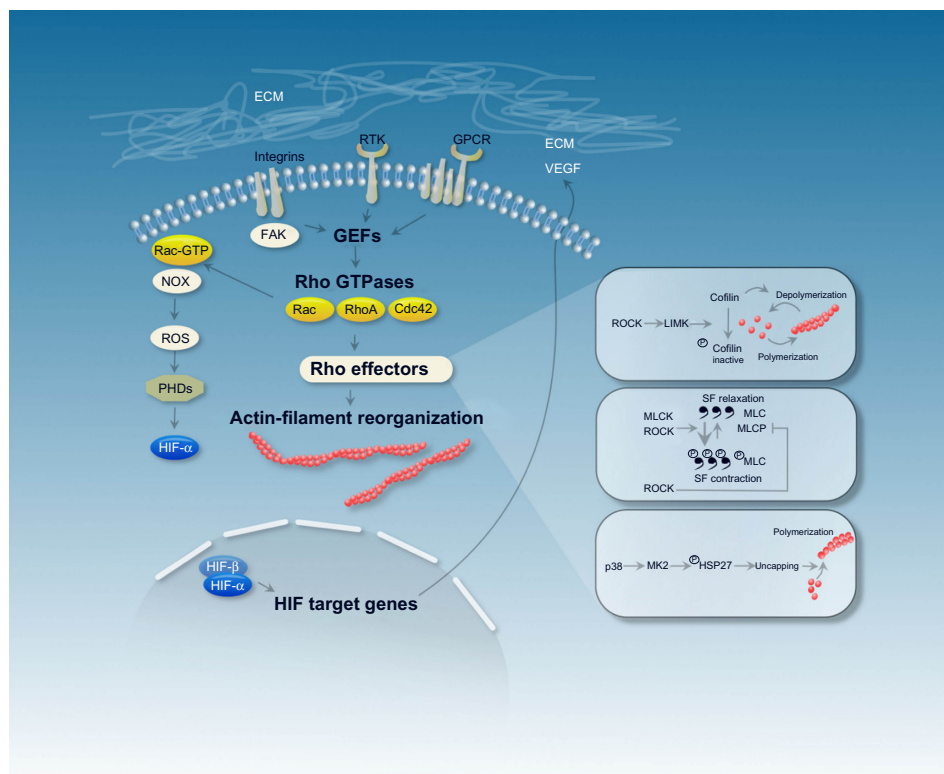 ECM
RTK
GPCR
ECM
VEGF
Integrins
FAK
GEFs
Rac-GTP
NOX
Rho GTPases
Rac
RhoA
Cdc42
ROS
Rho effectors
PHDs
Actin-filament reorganization
HIF-α
HIF-β
HIF-α
HIF target genes
Cofilin
Depolymerization
ROCK
LIMK
P
Cofilin
inactive
Polymerization
SF relaxation
MLCK
MLC
ROCK
MLCP
P P P
P MLC
SF contraction
ROCK
Polymerization
p38
MK2
P
HSP27
Uncapping